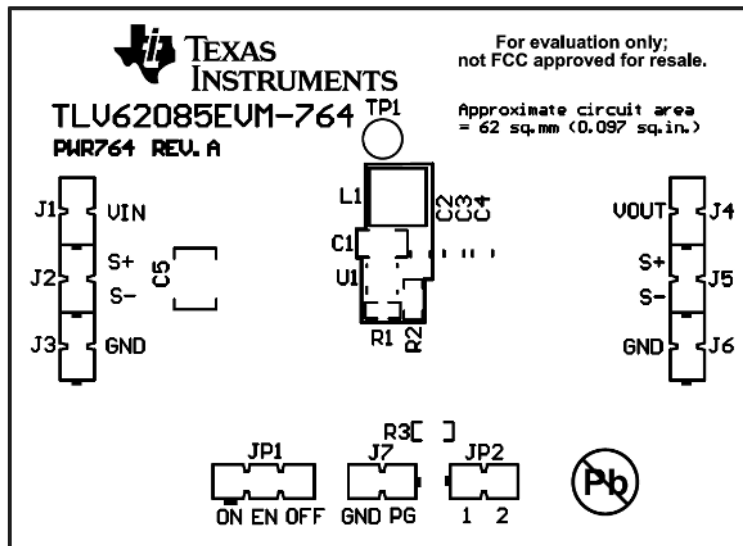 TEXAS
INSTRUMENTS
For evaluation only;
not FCC approved for resale.
TLV62085EVM-764
TP1
Approximate circuit area
= 62 sq.mm (0.097 sq.in.)
PWR764 REV. A
L1
C2
C3
C4
J1
VIN
VOUT
J4
C1
J2
S+
S-
C5
U1
S+
S-
J5
J3
GND
R1
R2
GND
J6
R3
JP1
J7
JP2
Pb
ON EN OFF
GND PG
1 2